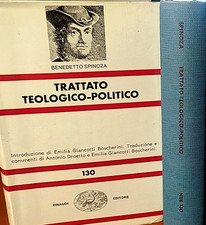 BENEDETTO SPINOZA
TRATTATO
TEOLOGICO-POLITICO
Introduzione di Emilia Giancotti Boscherini. Traduzione e
commenti di Antonio Droetto e Emilia Giancotti Boscherini.
130
EINAUDI EDITORE
SPINOZA
TRATTATO TEOLOGICO-POLITICO
NUE 130